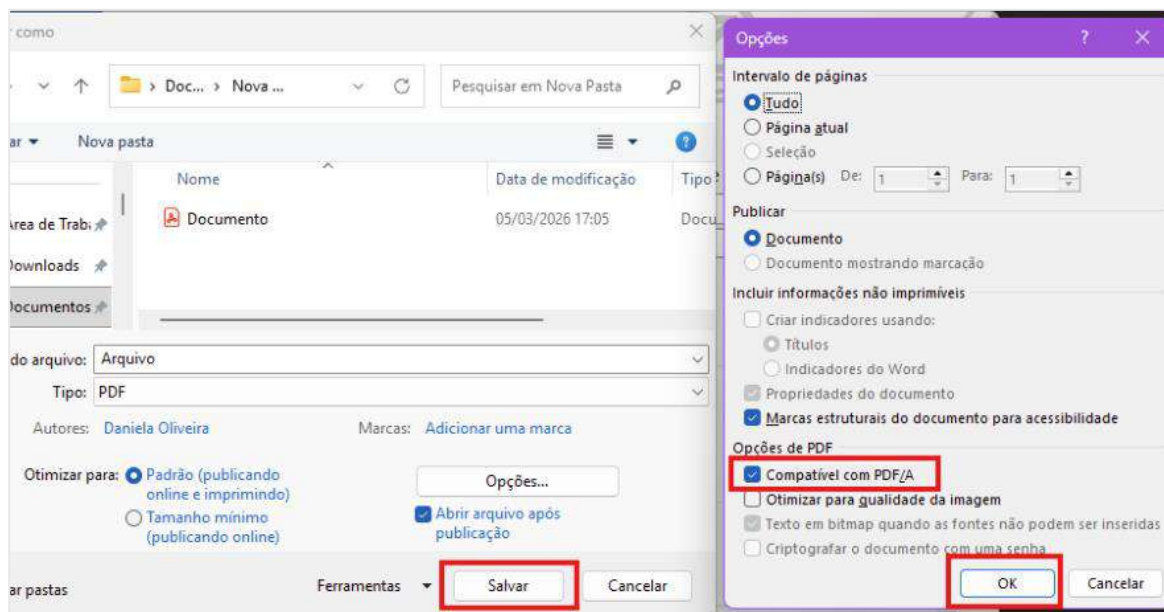 como
Doc... > Nova ...
Pesquisar em Nova Pasta
ar
Nova pasta
Nome
Data de modificação
Tipo
Área de Trab
Documento
05/03/2026 17:05
Docu
Downloads
Documentos
do arquivo: Arquivo
Tipo: PDF
Autores: Daniela Oliveira
Marcas: Adicionar uma marca
Otimizar para:
Padrão (publicando
online e imprimindo)
Tamanho mínimo
(publicando online)
Opções...
Abrir arquivo após
publicação
ar pastas
Ferramentas
Salvar
Cancelar
Opções
?
Intervalo de páginas
Tudo
Página atual
Seleção
Página(s) De: 1 Para: 1
Publicar
Documento
Documento mostrando marcação
Incluir informações não imprimíveis
Criar indicadores usando:
Títulos
Indicadores do Word
Propriedades do documento
Marcas estruturais do documento para acessibilidade
Opções de PDF
Compatível com PDF/A
Otimizar para qualidade da imagem
Texto em bitmap quando as fontes não podem ser inseridas
Criptografar o documento com uma senha
OK
Cancelar